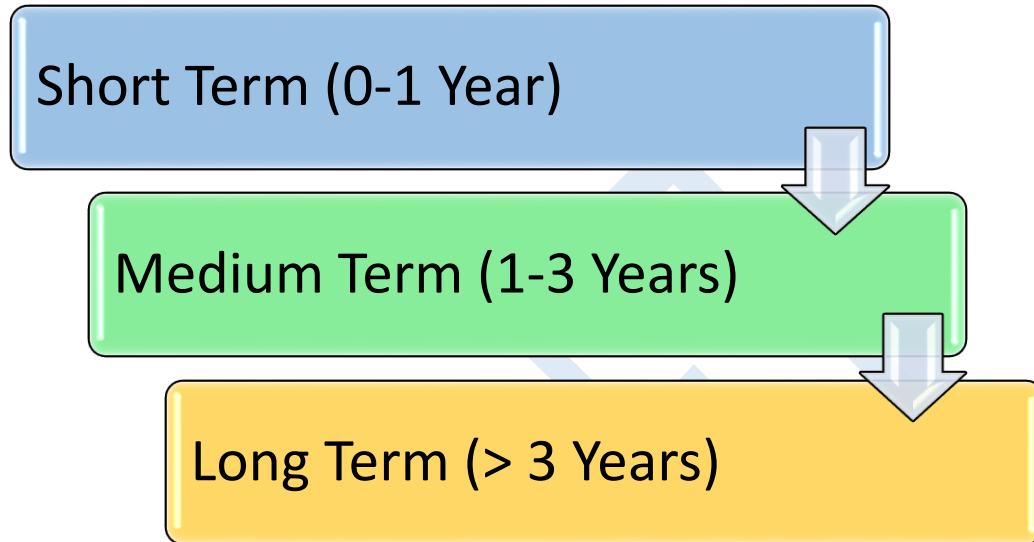 Short Term (0-1 Year)
Medium Term (1-3 Years)
Long Term (> 3 Years)